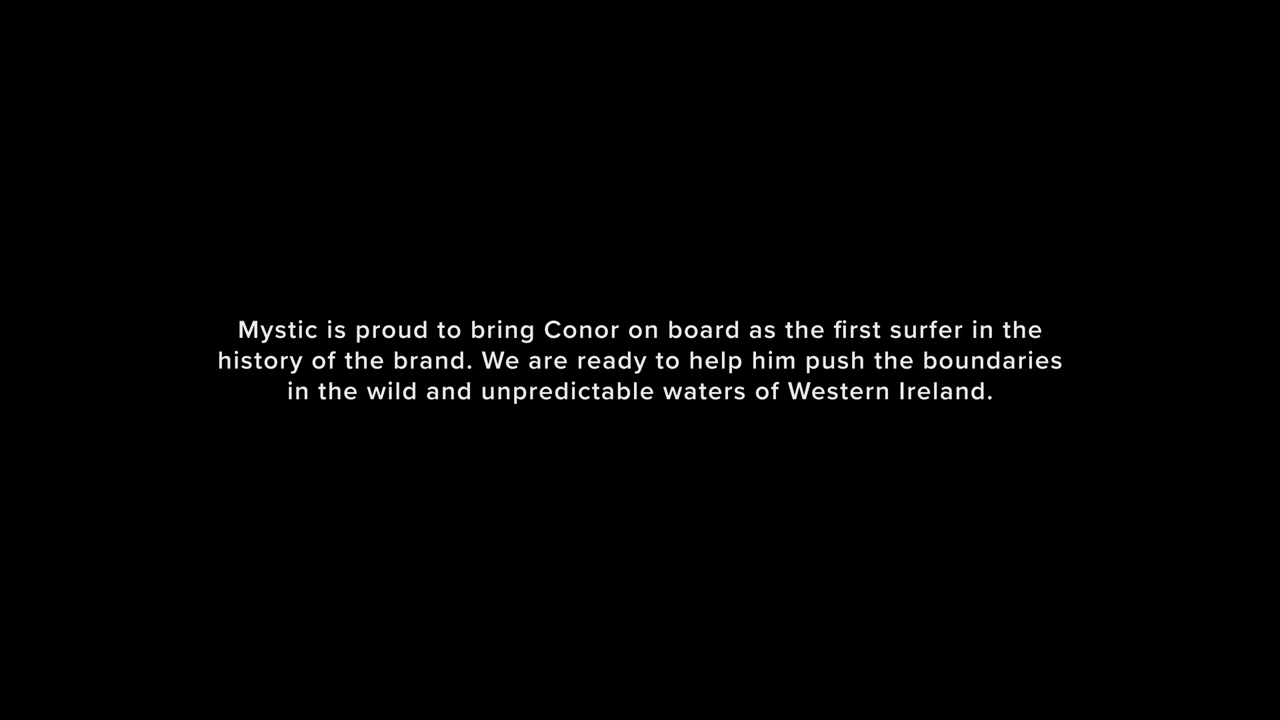 Mystic is proud to bring Conor on board as the first surfer in the
history of the brand. We are ready to help him push the boundaries
in the wild and unpredictable waters of Western Ireland.